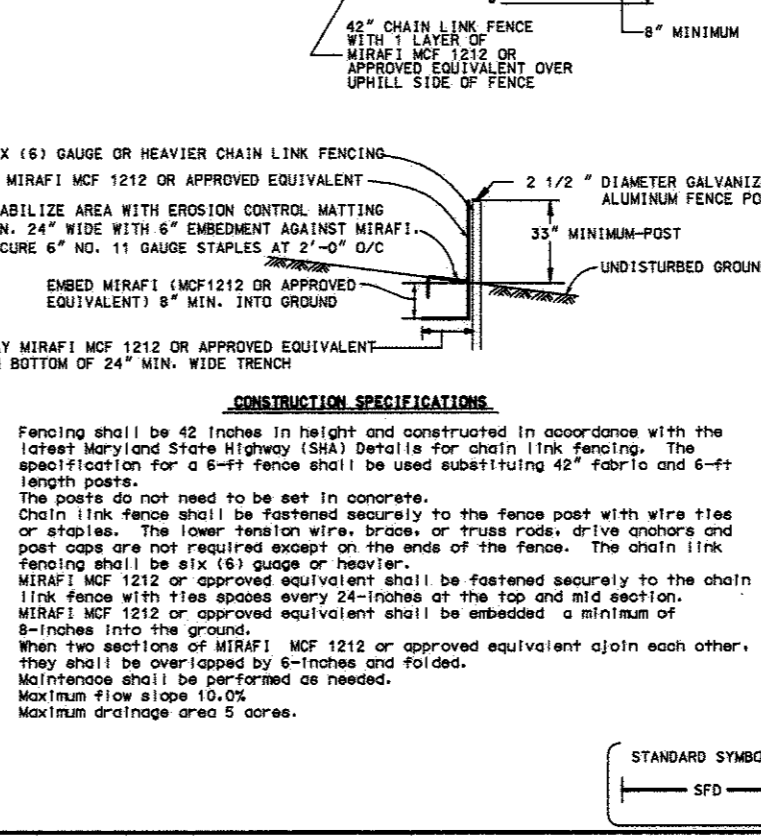 42" CHAIN LINK FENCE
WITH 1 LAYER OF
MIRAFI MCF 1212 OR
APPROVED EQUIVALENT OVER
UPHILL SIDE OF FENCE
8" MINIMUM
X (6) GAUGE OR HEAVIER CHAIN LINK FENCING
MIRAFI MCF 1212 OR APPROVED EQUIVALENT
2 1/2 " DIAMETER GALVANIZ
ALUMINUM FENCE PO
ABILIZE AREA WITH EROSION CONTROL MATTING
N. 24" WIDE WITH 6" EMBEDMENT AGAINST MIRAFI.
CURE 6" NO. 11 GAUGE STAPLES AT 2'-0" O/C
33" MINIMUM-POST
UNDISTURBED GROUN
EMBED MIRAFI (MCF1212 OR APPROVED
EQUIVALENT) 8" MIN. INTO GROUND
Y MIRAFI MCF 1212 OR APPROVED EQUIVALENT
BOTTOM OF 24" MIN. WIDE TRENCH
CONSTRUCTION SPECIFICATIONS
Fencing shall be 42 inches in height and constructed in accordance with the
latest Maryland State Highway (SHA) Details for chain link fencing. The
specification for a 6-ft fence shall be used substituting 42" fabric and 6-ft
length posts.
The posts do not need to be set in concrete.
Chain link fence shall be fastened securely to the fence post with wire ties
or staples. The lower tension wire, brace, or truss rods, drive anchors and
post caps are not required except on the ends of the fence. The chain link
fencing shall be six (6) guage or heavier.
MIRAFI MCF 1212 or approved equivalent shall be fastened securely to the chain
link fence with ties spaces every 24-inches at the top and mid section.
MIRAFI MCF 1212 or approved equivalent shall be embedded a minimum of
8-inches into the ground.
When two sections of MIRAFI MCF 1212 or approved equivalent ajoin each other,
they shall be overlapped by 6-inches and folded.
Maintenace shall be performed as needed.
Maximum flow slope 10.0%
Maximum drainage area 5 acres.
STANDARD SYMBO
SFD